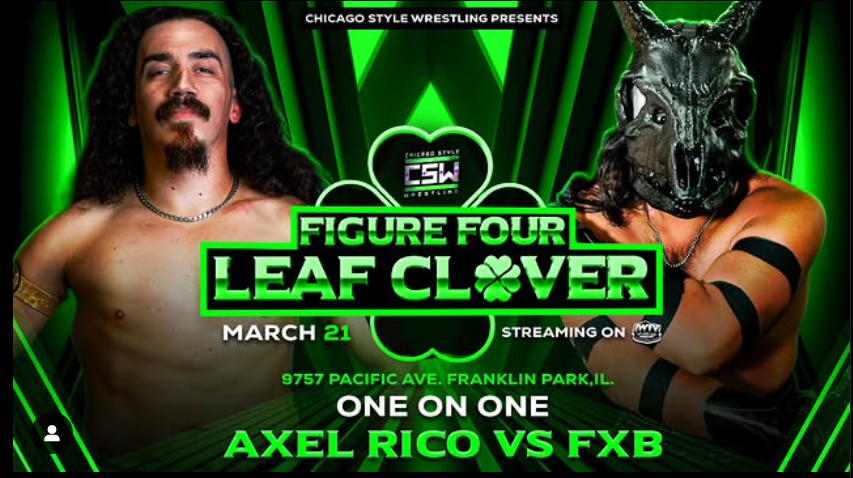 CHICAGO STYLE WRESTLING PRESENTS
CHICAGO STYLE
CSW
WRESTLING
FIGURE FOUR
LEAF CLOVER
MARCH 21
STREAMING ON IWTV
9757 PACIFIC AVE. FRANKLIN PARK,IL.
ONE ON ONE
AXEL RICO VS FXB